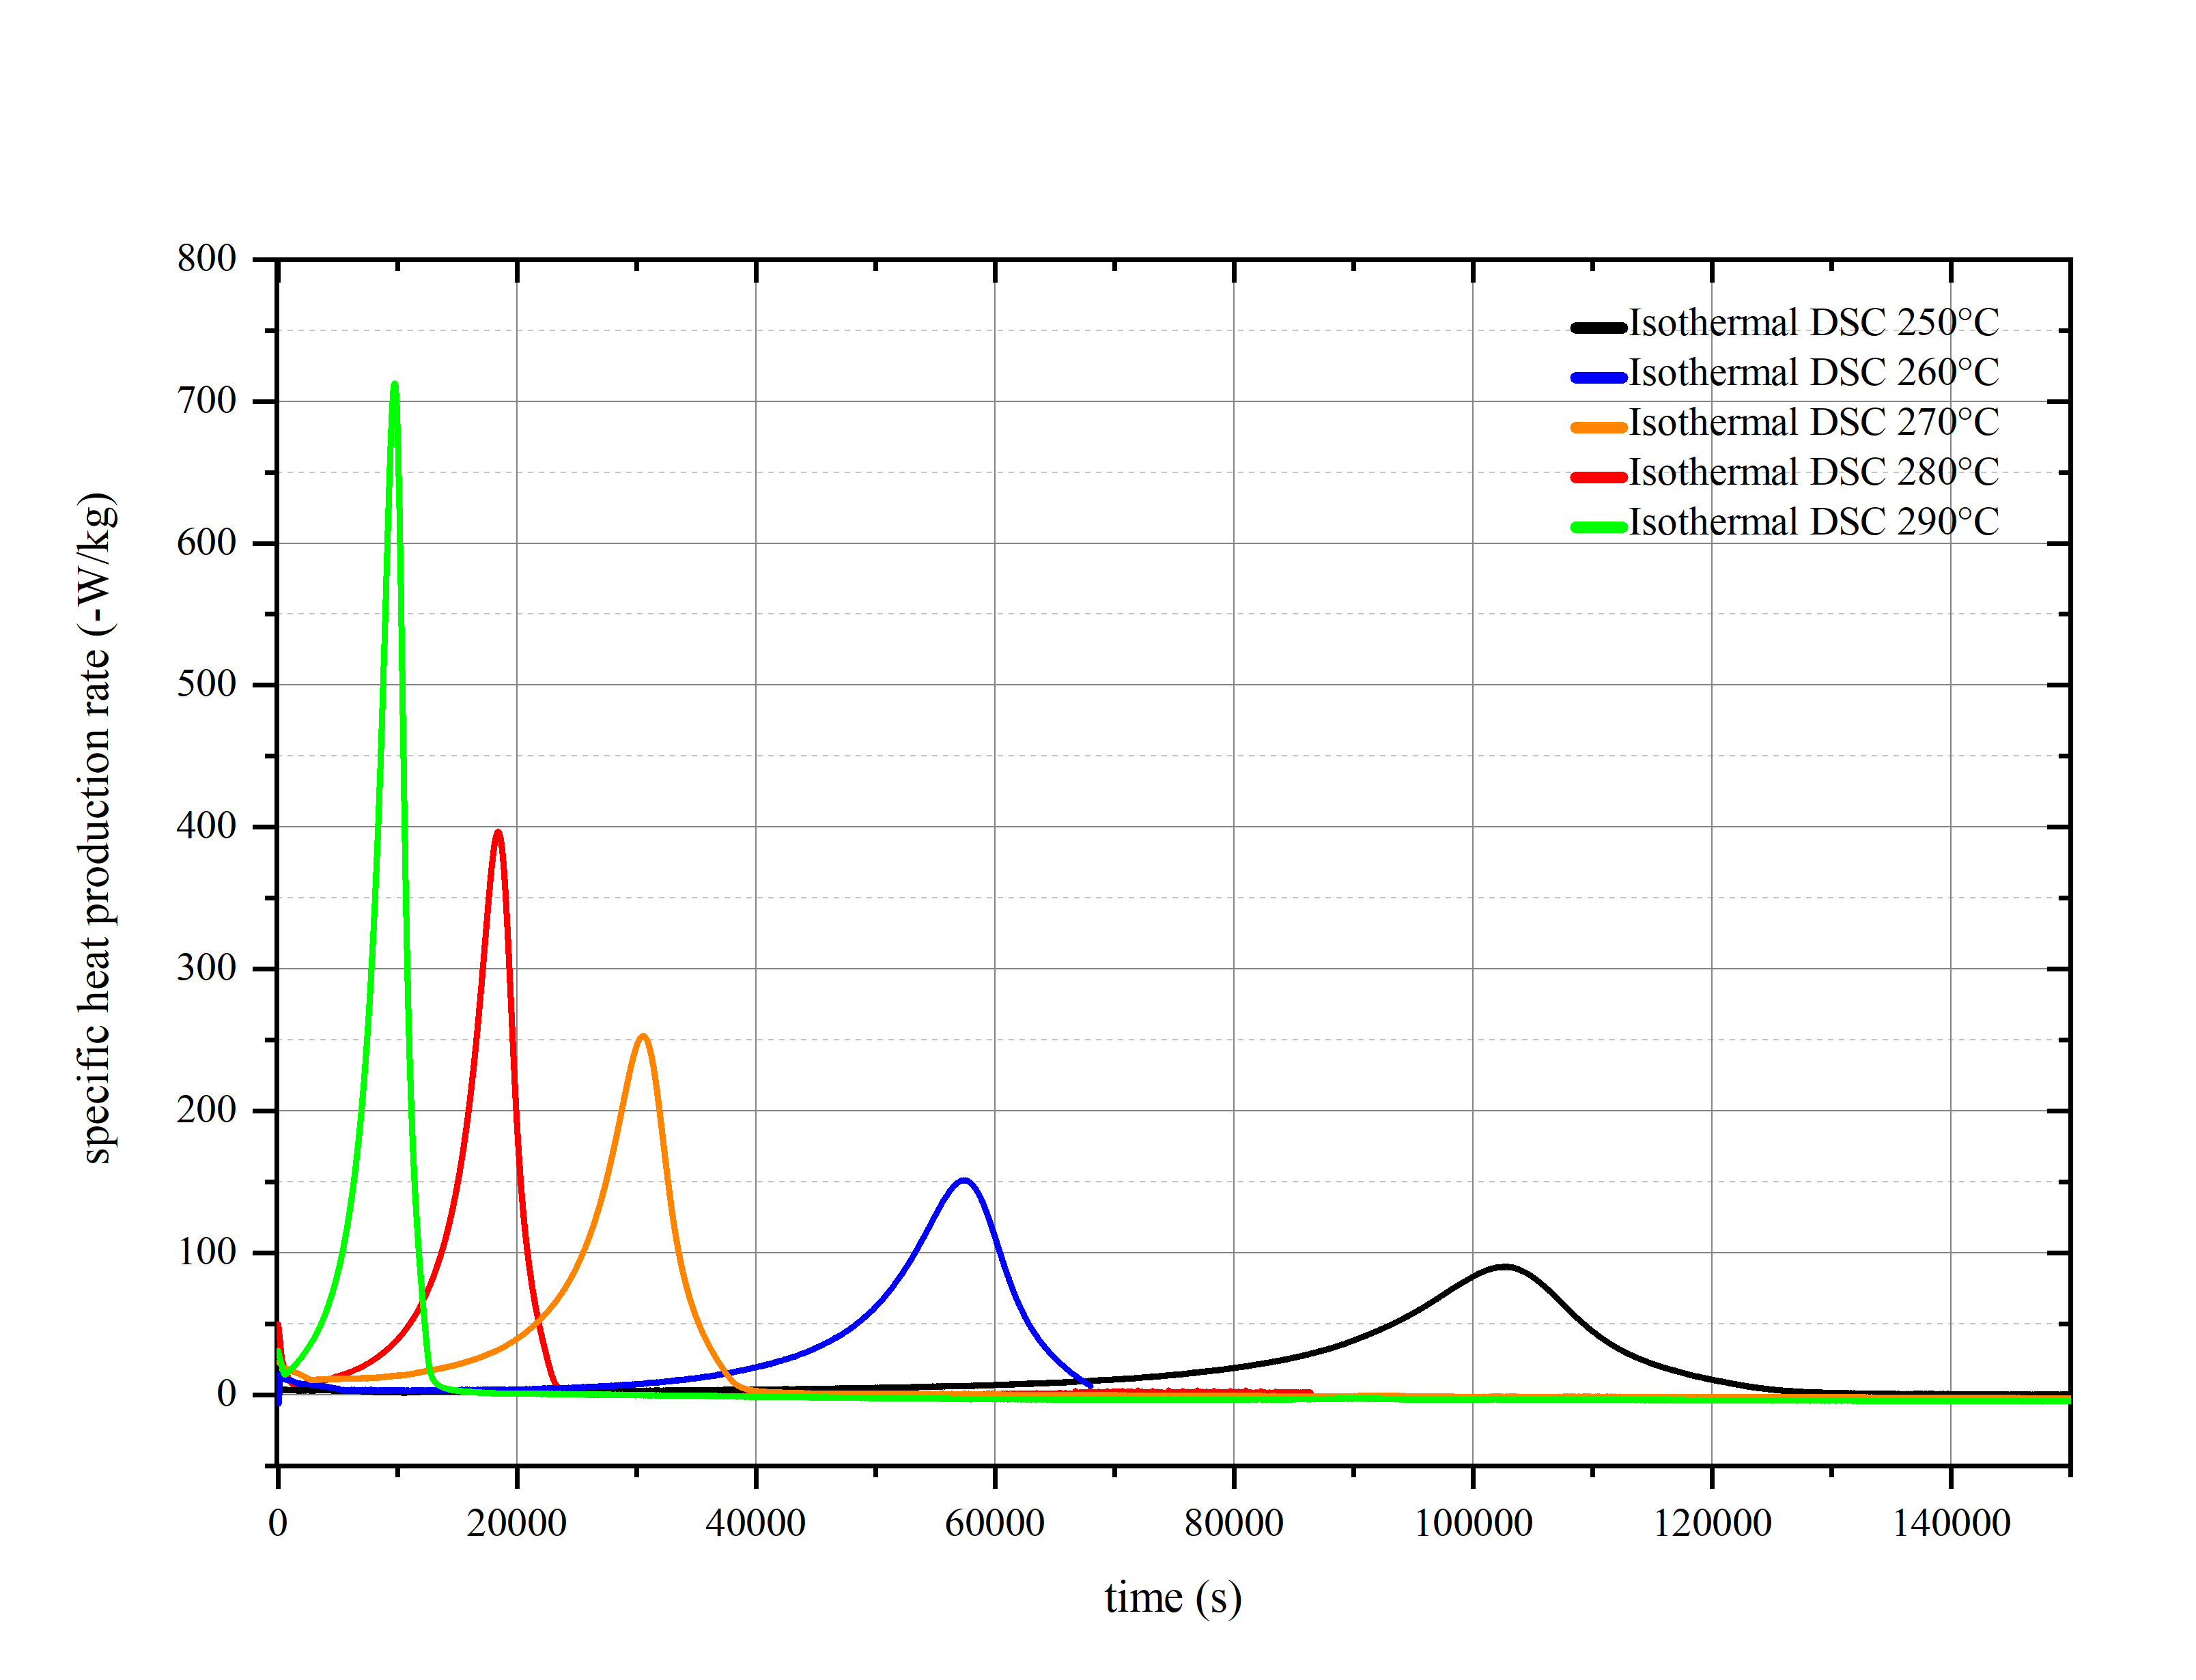 800
700
600
500
400
300
200
100
0
specific heat production rate (-W/kg)
Isothermal DSC 250°C
Isothermal DSC 260°C
Isothermal DSC 270°C
Isothermal DSC 280°C
Isothermal DSC 290°C
0 20000 40000 60000 80000 100000 120000 140000
time (s)